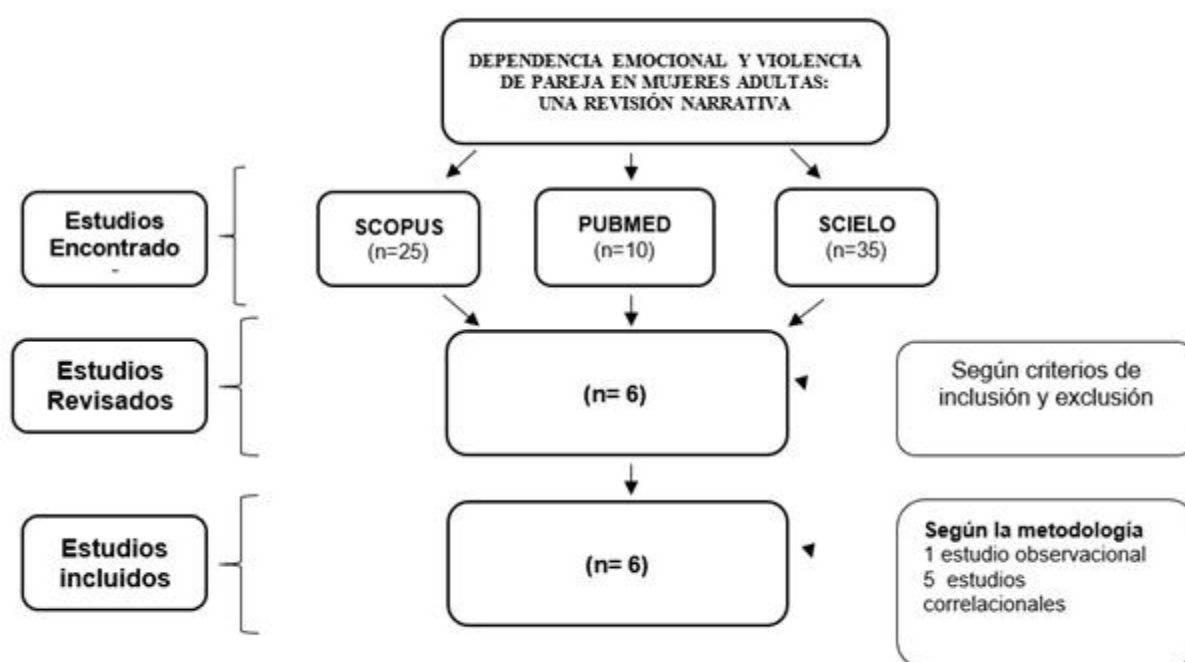 DEPENDENCIA EMOCIONAL Y VIOLENCIA
DE PAREJA EN MUJERES ADULTAS:
UNA REVISIÓN NARRATIVA
Estudios
Encontrado
-
SCOPUS
(n=25)
PUBMED
(n=10)
SCIELO
(n=35)
Estudios
Revisados
(n= 6)
Según criterios de
inclusión y exclusión
Estudios
incluidos
(n= 6)
Según la metodología
1 estudio observacional
5 estudios
correlacionales